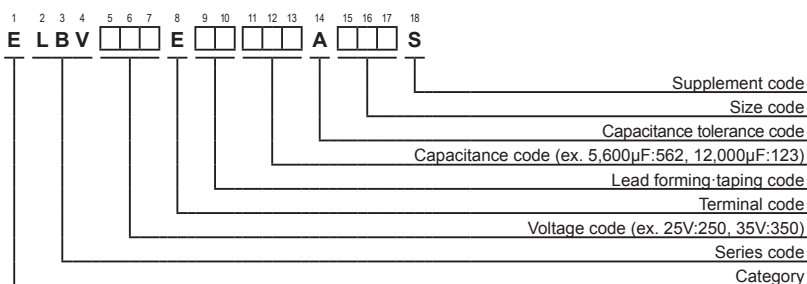 1 2 3 4 5 6 7 8 9 10 11 12 13 14 15 16 17 18
E L B V E A S
Supplement code
Size code
Capacitance tolerance code
Capacitance code (ex. 5,600μF:562, 12,000μF:123)
Lead forming·taping code
Terminal code
Voltage code (ex. 25V:250, 35V:350)
Series code
Category